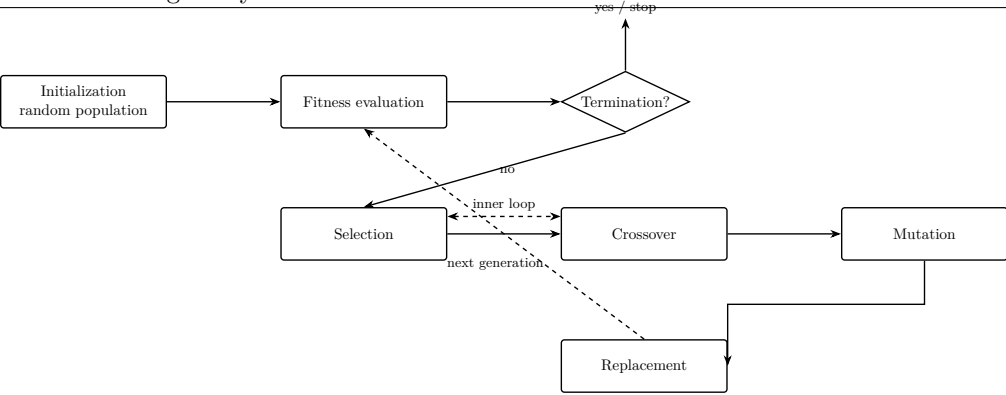 yes / stop
Initialization
random population
Fitness evaluation
Termination?
no
inner loop
Selection
Crossover
Mutation
next generation
Replacement